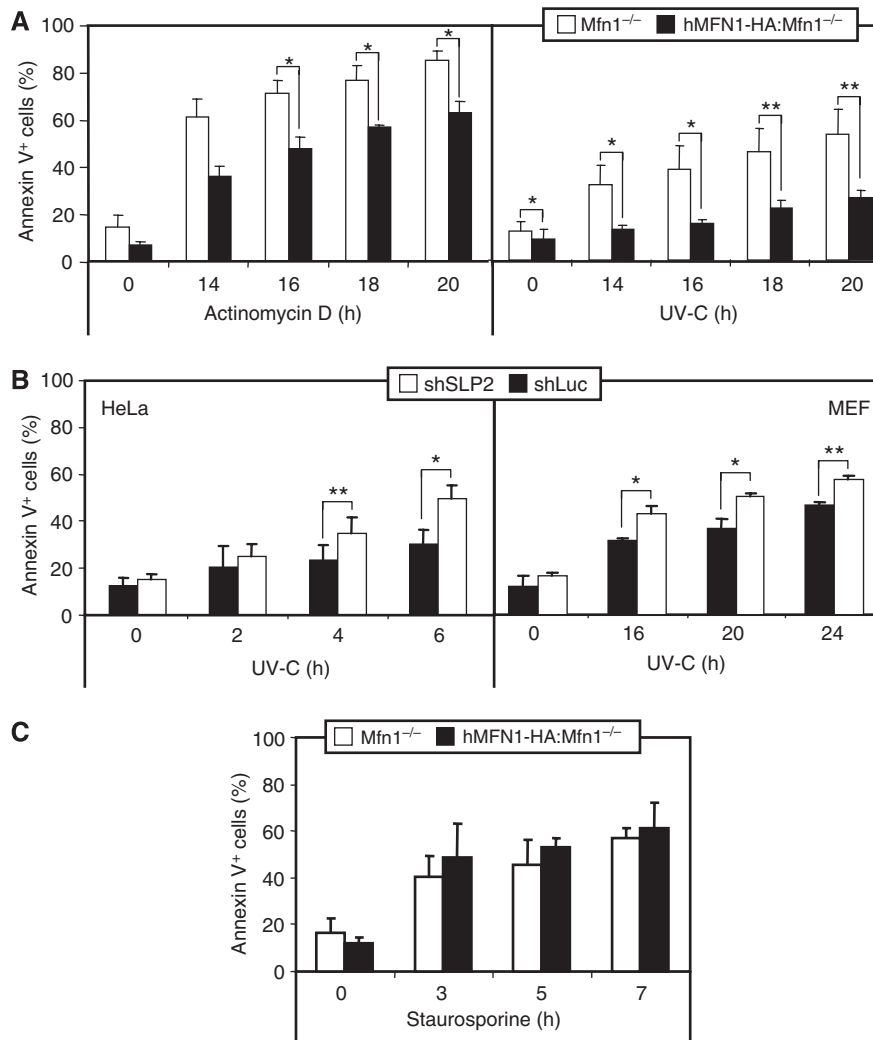 A
Mfn1⁻/⁻ hMFN1-HA:Mfn1⁻/⁻
Annexin V⁺ cells (%)
100
80
60
40
20
0
* * *
0 14 16 18 20
Actinomycin D (h)
* * * ** **
0 14 16 18 20
UV-C (h)
B
shSLP2 shLuc
HeLa
Annexin V⁺ cells (%)
100
80
60
40
20
0
** *
0 2 4 6
UV-C (h)
MEF
* * **
0 16 20 24
UV-C (h)
C
Mfn1⁻/⁻ hMFN1-HA:Mfn1⁻/⁻
Annexin V⁺ cells (%)
100
80
60
40
20
0
0 3 5 7
Staurosporine (h)